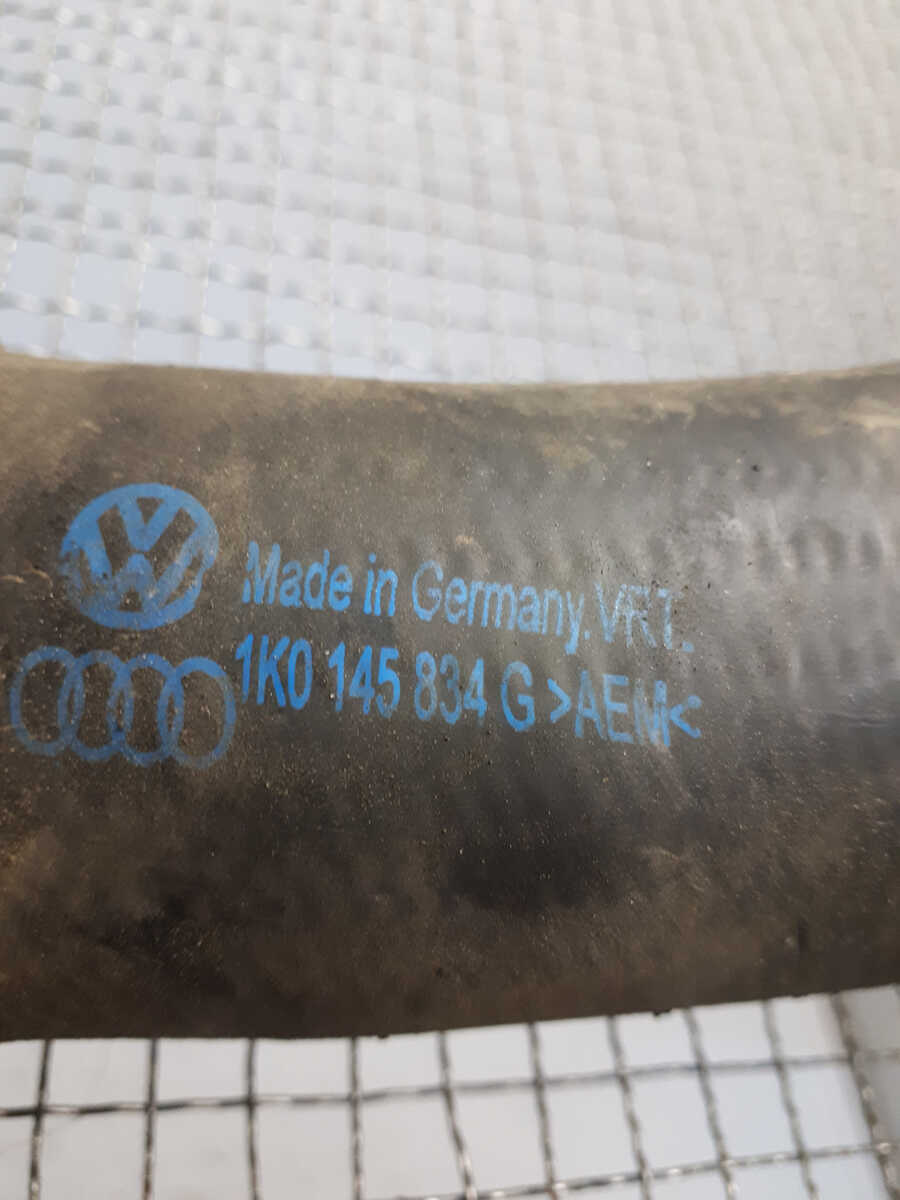 Made in Germany. VRT.
1K0 145 834 G >AEM<